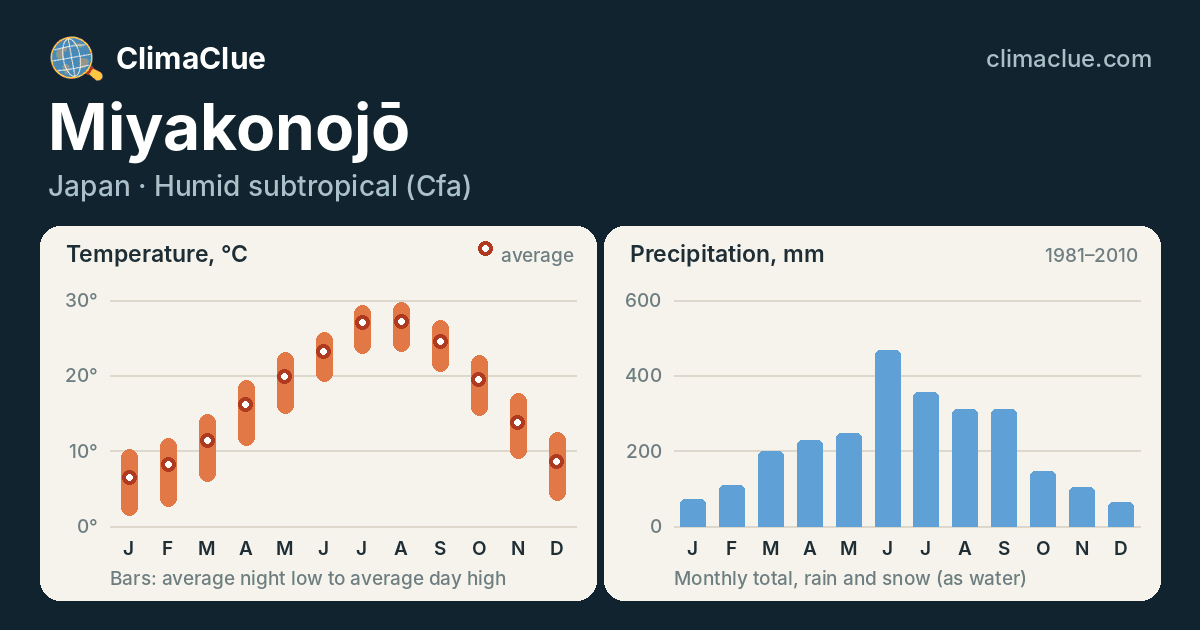 ClimaClue
climaclue.com
Miyakonojō
Japan · Humid subtropical (Cfa)
Temperature, °C
average
30°
20°
10°
0°
J F M A M J J A S O N D
Bars: average night low to average day high
Precipitation, mm
1981–2010
600
400
200
0
J F M A M J J A S O N D
Monthly total, rain and snow (as water)